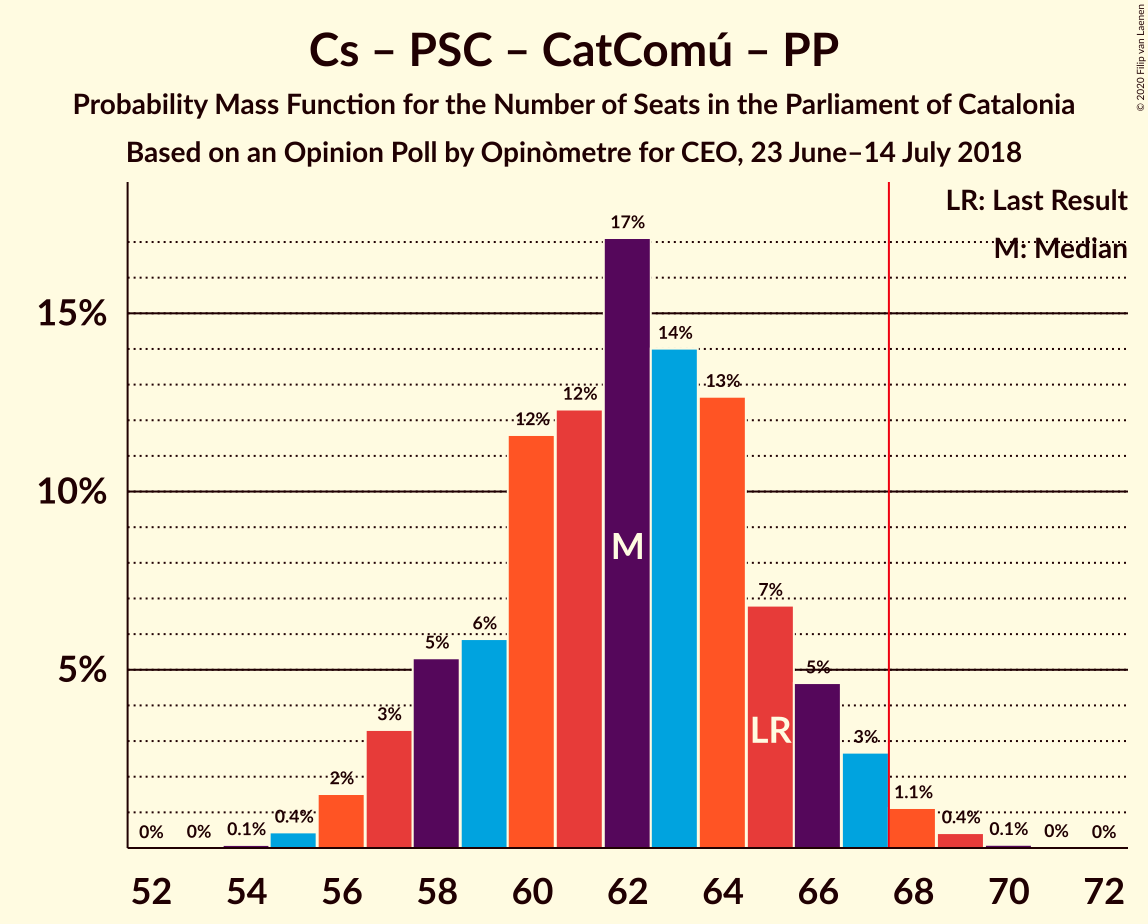 Cs – PSC – CatComú – PP
Probability Mass Function for the Number of Seats in the Parliament of Catalonia
Based on an Opinion Poll by Opinòmetre for CEO, 23 June–14 July 2018
© 2020 Filip van Laenen
LR: Last Result
M: Median
15%
10%
5%
0%
0%
0.1%
0.4%
2%
3%
5%
6%
12%
12%
17%
14%
13%
7%
5%
3%
1.1%
0.4%
0.1%
0%
0%
M
LR
52 54 56 58 60 62 64 66 68 70 72